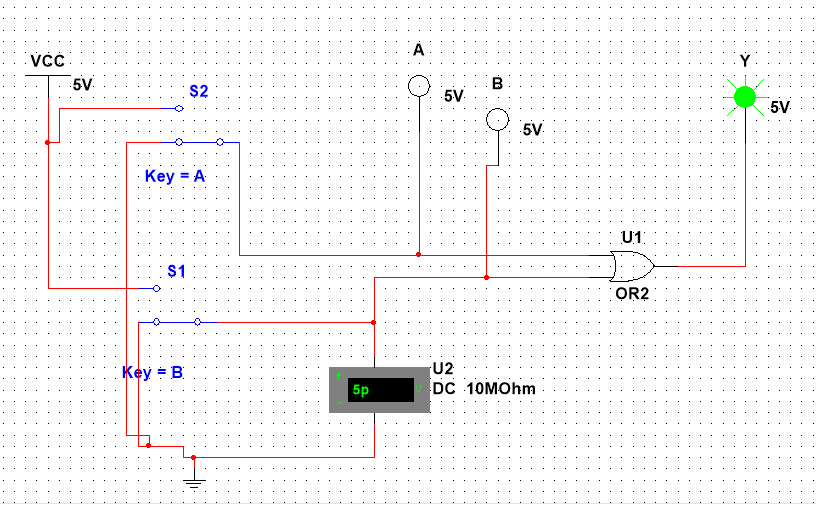 VCC
5V
S2
Key = A
A
5V
B
5V
Y
5V
S1
Key = B
U1
OR2
+
5p
-
U2
DC 10MOhm